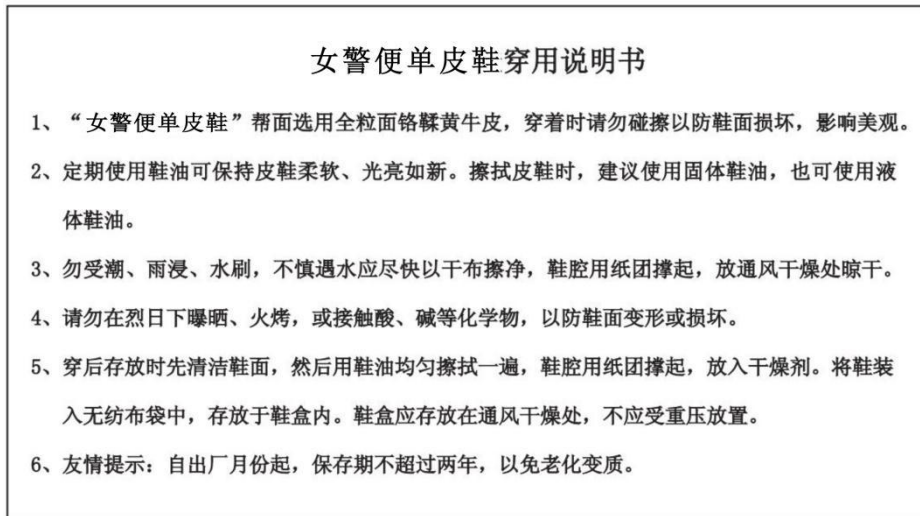 女警便单皮鞋穿用说明书
1、“女警便单皮鞋”帮面选用全粒面铬鞣黄牛皮，穿着时请勿碰擦以防鞋面损坏，影响美观。
2、定期使用鞋油可保持皮鞋柔软、光亮如新。擦拭皮鞋时，建议使用固体鞋油，也可使用液
体鞋油。
3、勿受潮、雨浸、水刷，不慎遇水应尽快以干布擦净，鞋腔用纸团撑起，放通风干燥处晾干。
4、请勿在烈日下曝晒、火烤，或接触酸、碱等化学物，以防鞋面变形或损坏。
5、穿后存放时先清洁鞋面，然后用鞋油均匀擦拭一遍，鞋腔用纸团撑起，放入干燥剂。将鞋装
入无纺布袋中，存放于鞋盒内。鞋盒应存放在通风干燥处，不应受重压放置。
6、友情提示：自出厂月份起，保存期不超过两年，以免老化变质。